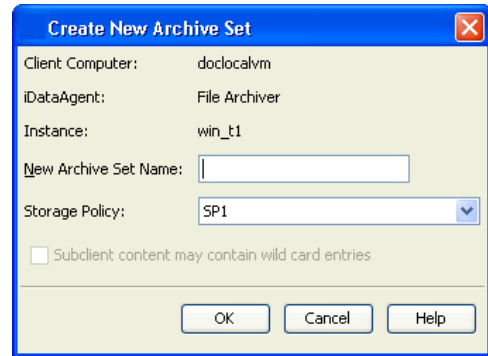 Create New Archive Set
Client Computer: doclocalvm
iDataAgent: File Archiver
Instance: win_t1
New Archive Set Name:
Storage Policy: SP1
Subclient content may contain wild card entries
OK Cancel Help